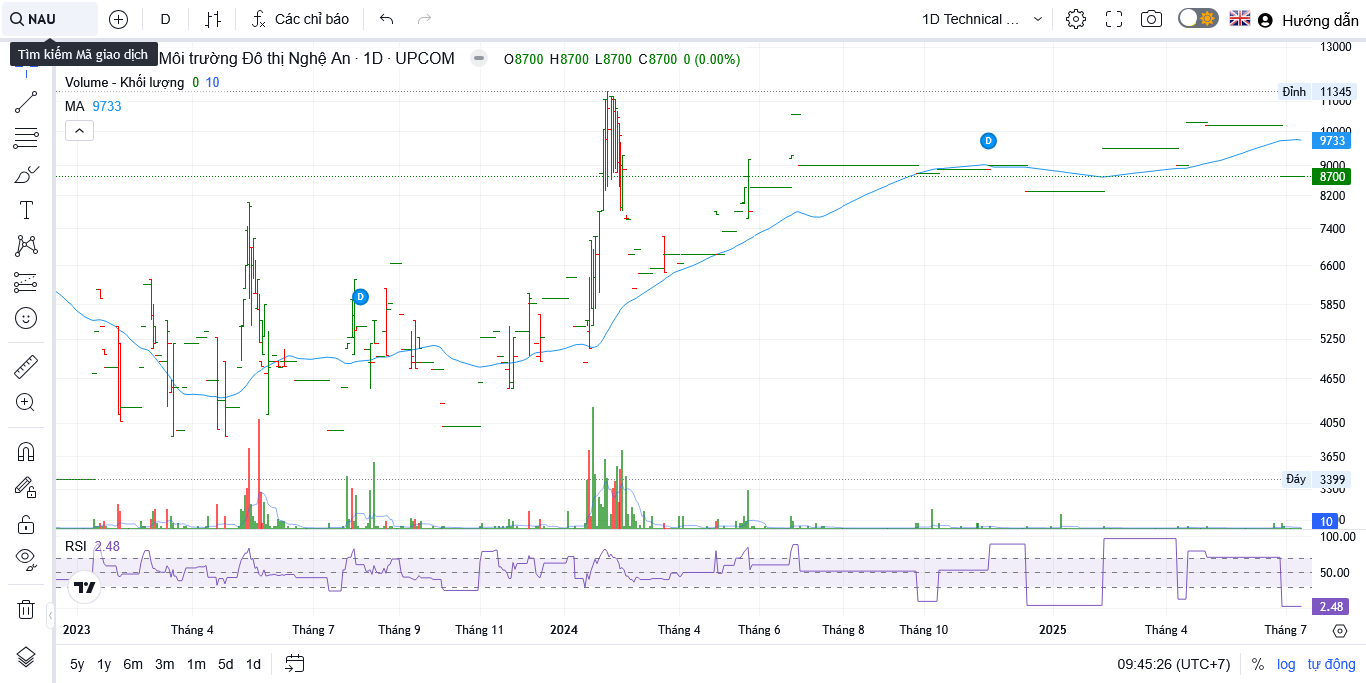 NAU D Các chỉ báo 1D Technical ... Hướng dẫn
Tìm kiếm Mã giao dịch
Môi trường Đô thị Nghệ An · 1D · UPCOM O8700 H8700 L8700 C8700 0 (0.00%)
Volume - Khối lượng 0 10
MA 9733
13000
Đỉnh 11345
11000
10000
9733
9000
8700
8200
7400
6600
5850
5250
4650
4050
3650
Đáy 3399
3300
10
D
D
RSI 2.48
100.00
50.00
2.48
2023 Tháng 4 Tháng 7 Tháng 9 Tháng 11 2024 Tháng 4 Tháng 6 Tháng 8 Tháng 10 2025 Tháng 4 Tháng 7
5y 1y 6m 3m 1m 5d 1d 09:45:26 (UTC+7) % log tự động